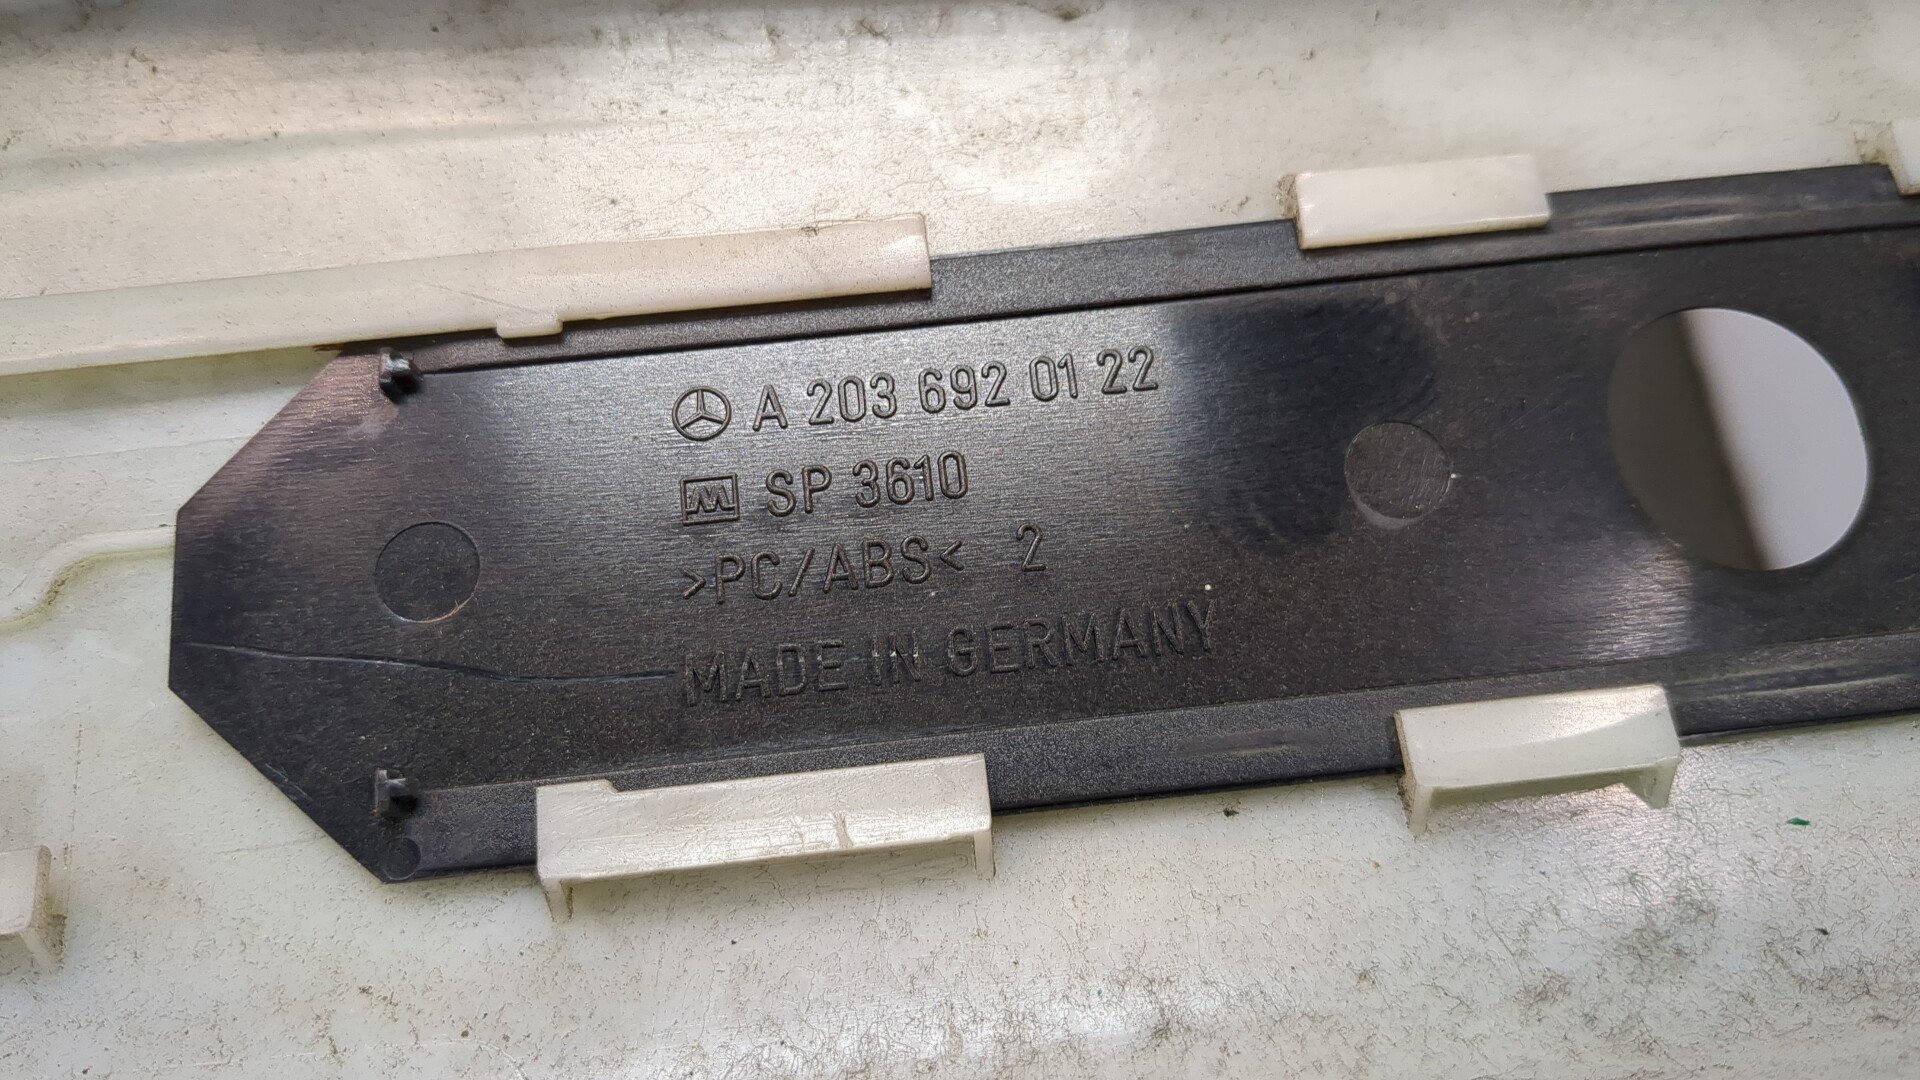 A 203 692 01 22
SP 3610
>PC/ABS< 2
MADE IN GERMANY